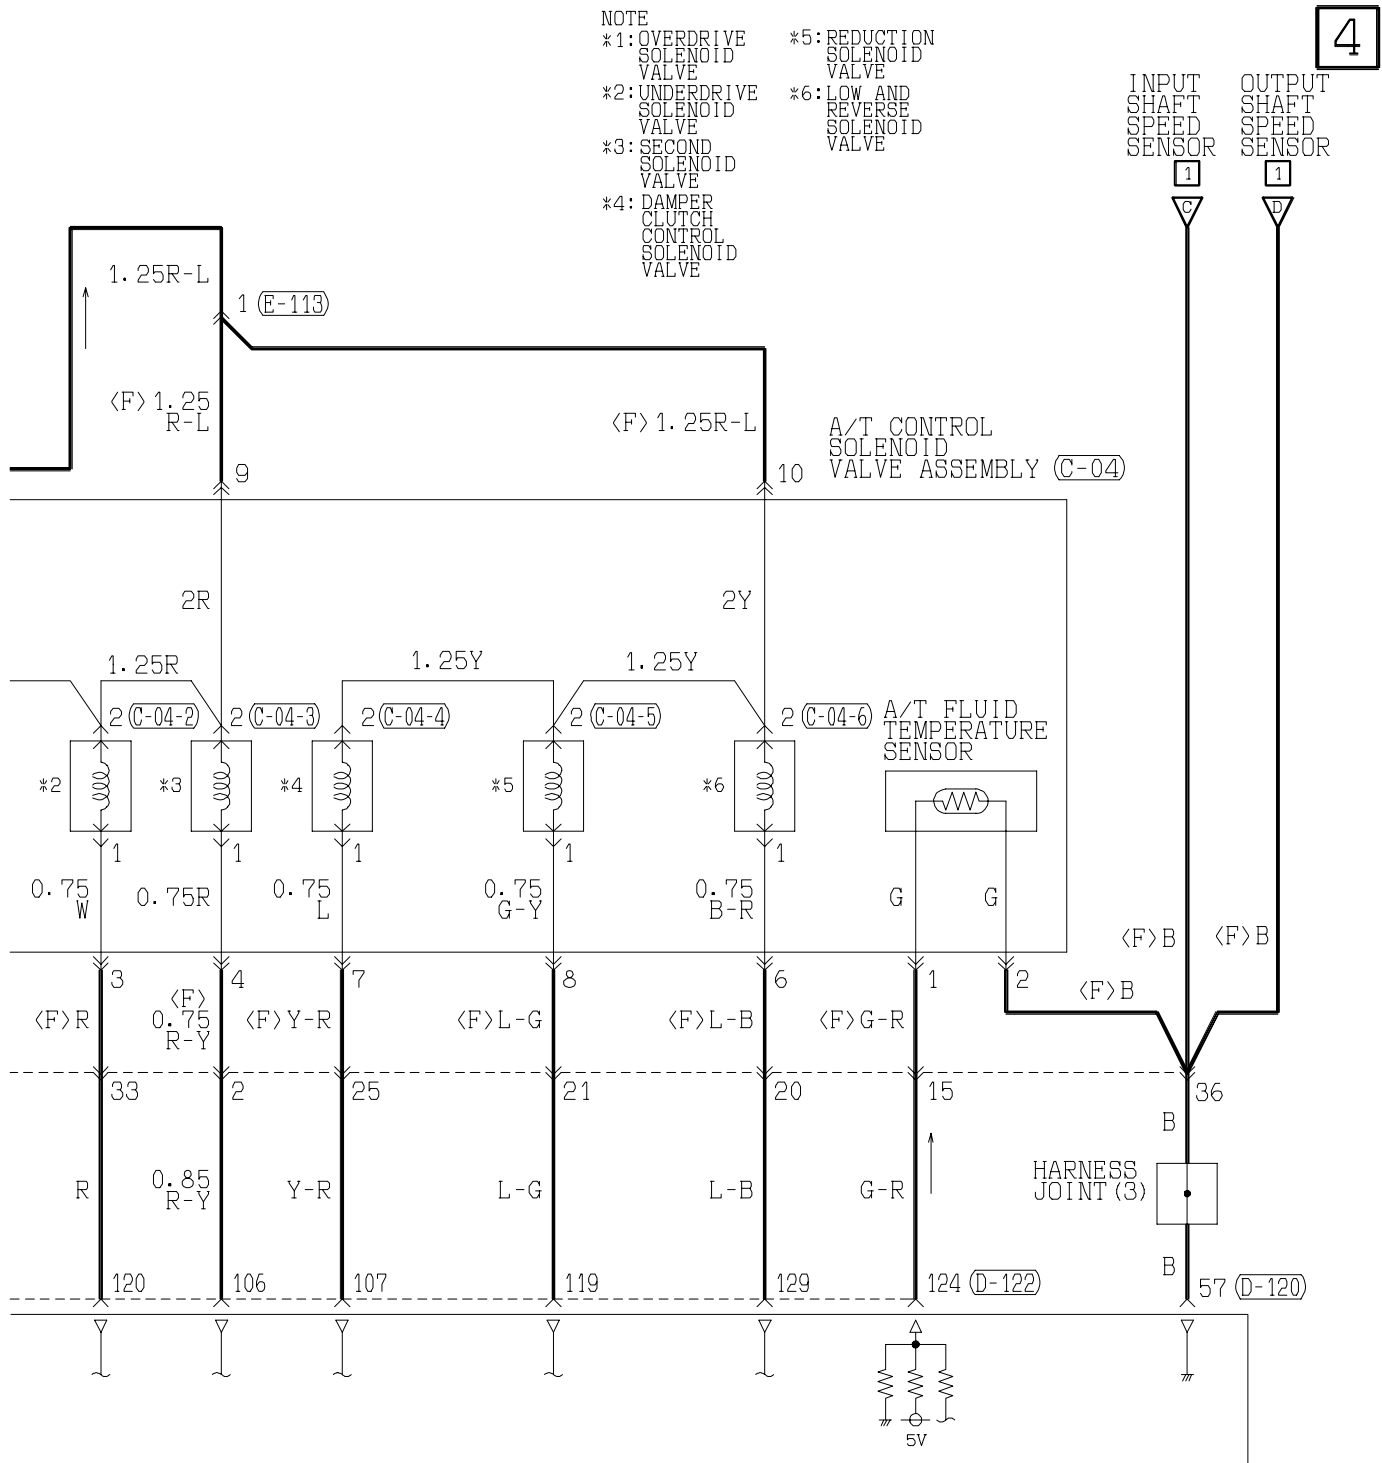 NOTE
*1:OVERDRIVE
SOLENOID
VALVE
*2:UNDERDRIVE
SOLENOID
VALVE
*3:SECOND
SOLENOID
VALVE
*4:DAMPER
CLUTCH
CONTROL
SOLENOID
VALVE
*5:REDUCTION
SOLENOID
VALVE
*6:LOW AND
REVERSE
SOLENOID
VALVE
4
INPUT
SHAFT
SPEED
SENSOR
1
C
OUTPUT
SHAFT
SPEED
SENSOR
1
D
1.25R-L
1 (E-113)
<F>1.25
R-L
<F>1.25R-L
A/T CONTROL
SOLENOID
VALVE ASSEMBLY (C-04)
9
10
2R
2Y
1.25R
1.25Y
1.25Y
2 (C-04-2)
2 (C-04-3)
2 (C-04-4)
2 (C-04-5)
2 (C-04-6)
A/T FLUID
TEMPERATURE
SENSOR
*2
*3
*4
*5
*6
1
1
1
1
1
0.75
W
0.75R
0.75
L
0.75
G-Y
0.75
B-R
G
G
<F>B
<F>B
3
4
7
8
6
1
2
<F>B
<F>R
<F>
0.75
R-Y
<F>Y-R
<F>L-G
<F>L-B
<F>G-R
33
2
25
21
20
15
36
B
R
0.85
R-Y
Y-R
L-G
L-B
G-R
HARNESS
JOINT(3)
B
120
106
107
119
129
124 (D-122)
57 (D-120)
5V